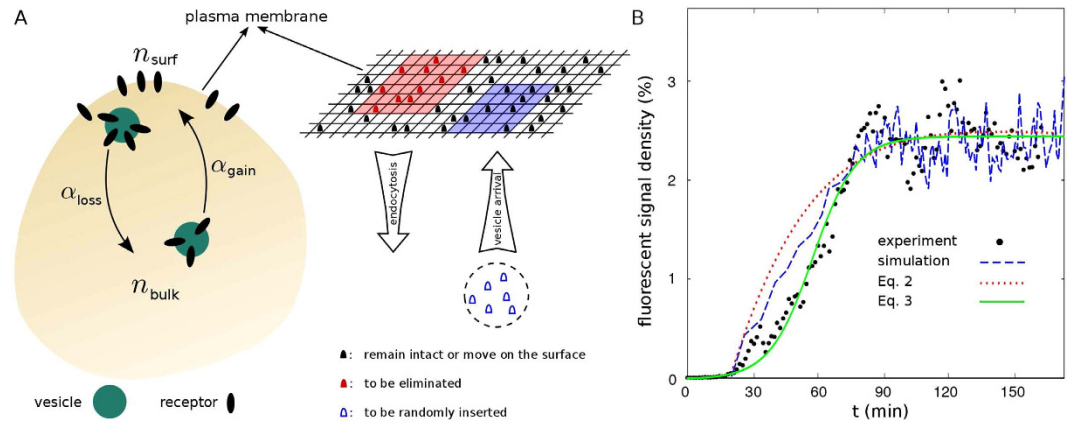 A
plasma membrane
n_surf
α_loss
α_gain
n_bulk
vesicle
receptor
endocytosis
vesicle arrival
: remain intact or move on the surface
: to be eliminated
: to be randomly inserted
B
fluorescent signal density (%)
3
2
1
0
experiment
simulation
Eq. 2
Eq. 3
0 30 60 90 120 150
t (min)